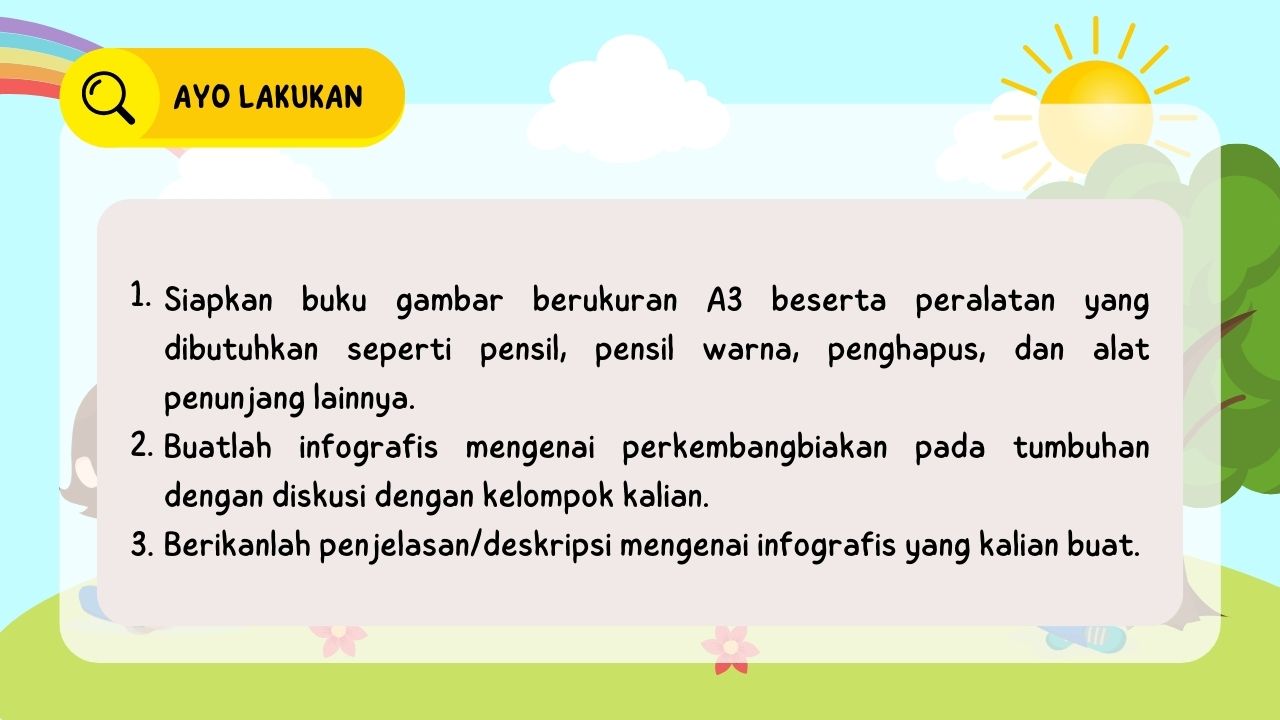 AYO LAKUKAN
1. Siapkan buku gambar berukuran A3 beserta peralatan yang
dibutuhkan seperti pensil, pensil warna, penghapus, dan alat
penunjang lainnya.
2. Buatlah infografis mengenai perkembangbiakan pada tumbuhan
dengan diskusi dengan kelompok kalian.
3. Berikanlah penjelasan/deskripsi mengenai infografis yang kalian buat.